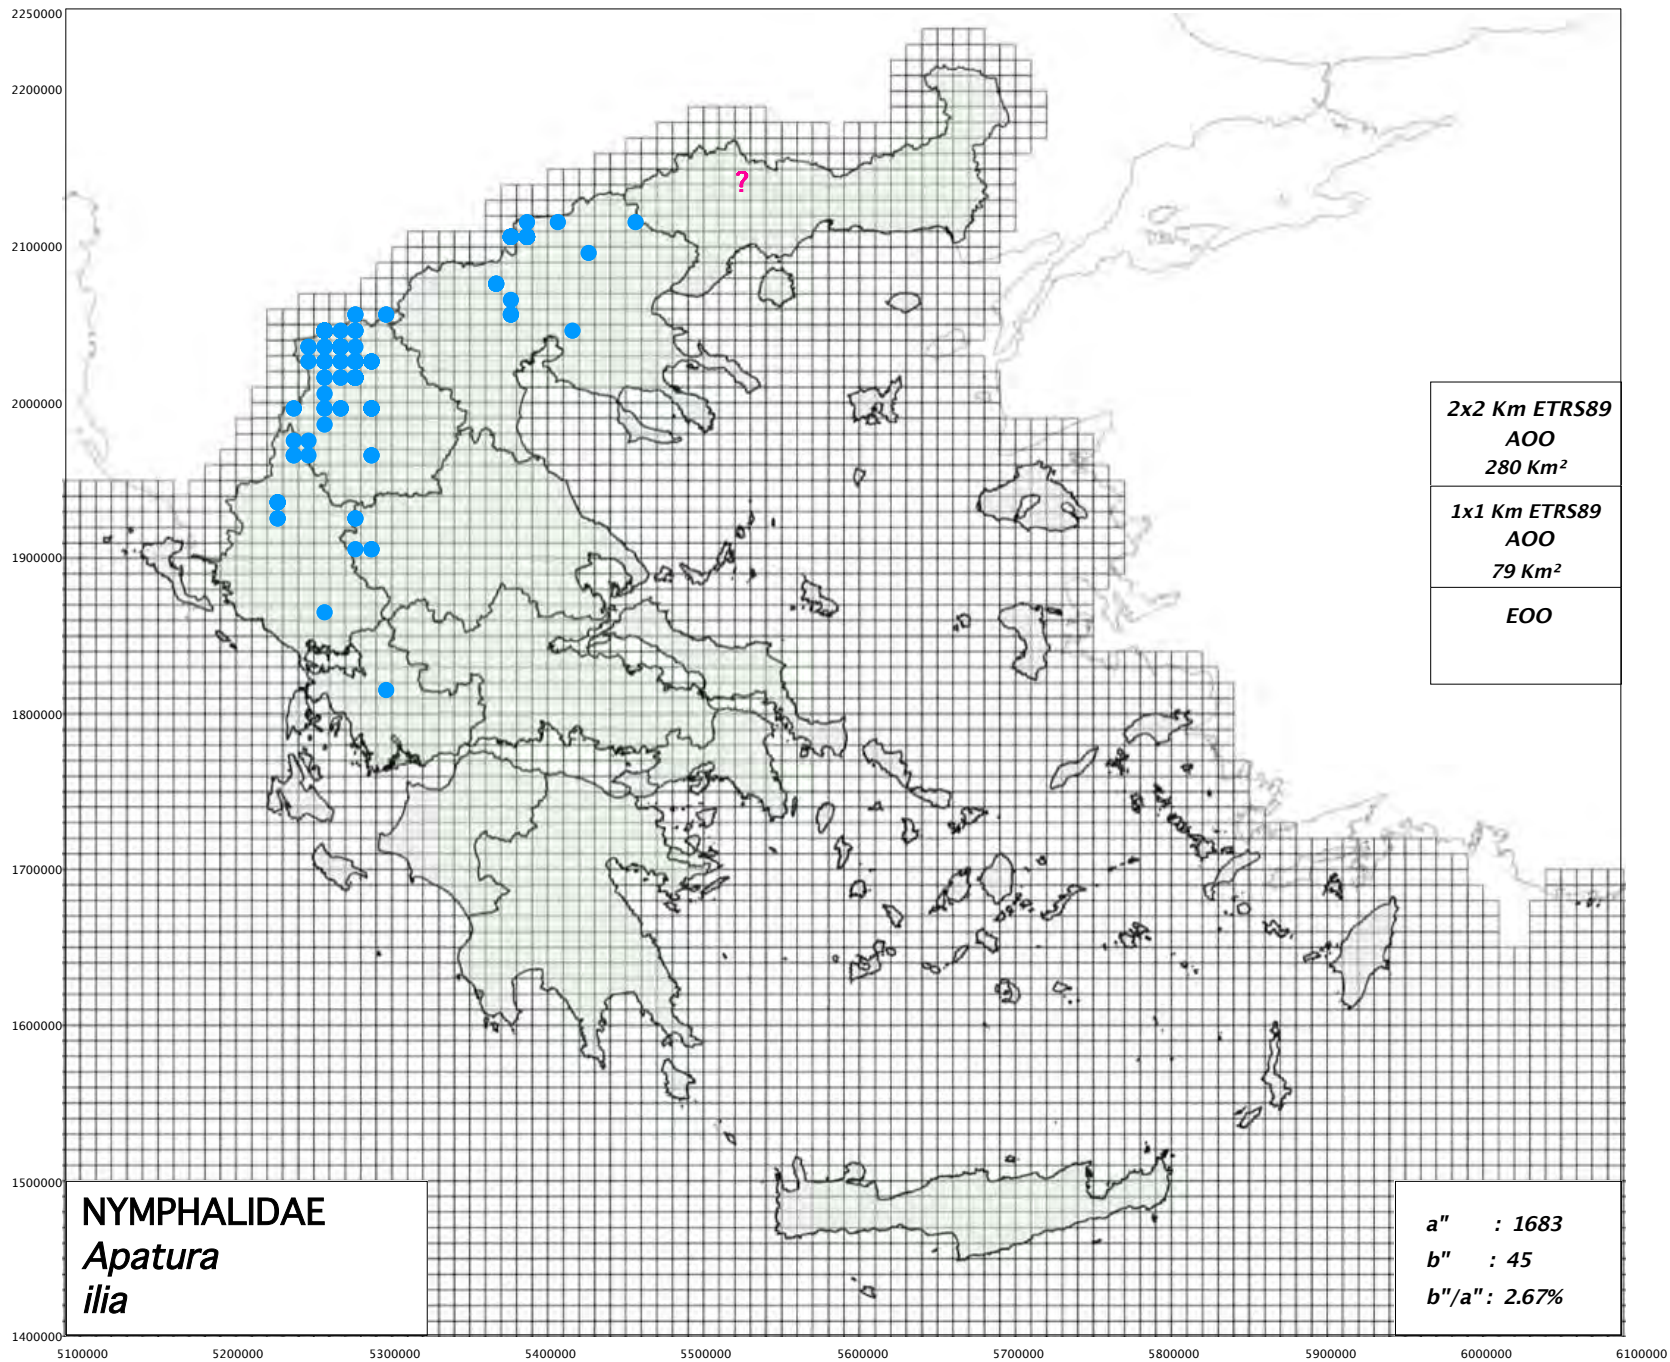 2250000
2200000
2100000
2000000
1900000
1800000
1700000
1600000
1500000
1400000
?
2x2 Km ETRS89
AOO
280 Km²
1x1 Km ETRS89
AOO
79 Km²
EOO
NYMPHALIDAE
Apatura
ilia
a" : 1683
b" : 45
b"/a" : 2.67%
5100000 5200000 5300000 5400000 5500000 5600000 5700000 5800000 5900000 6000000 6100000